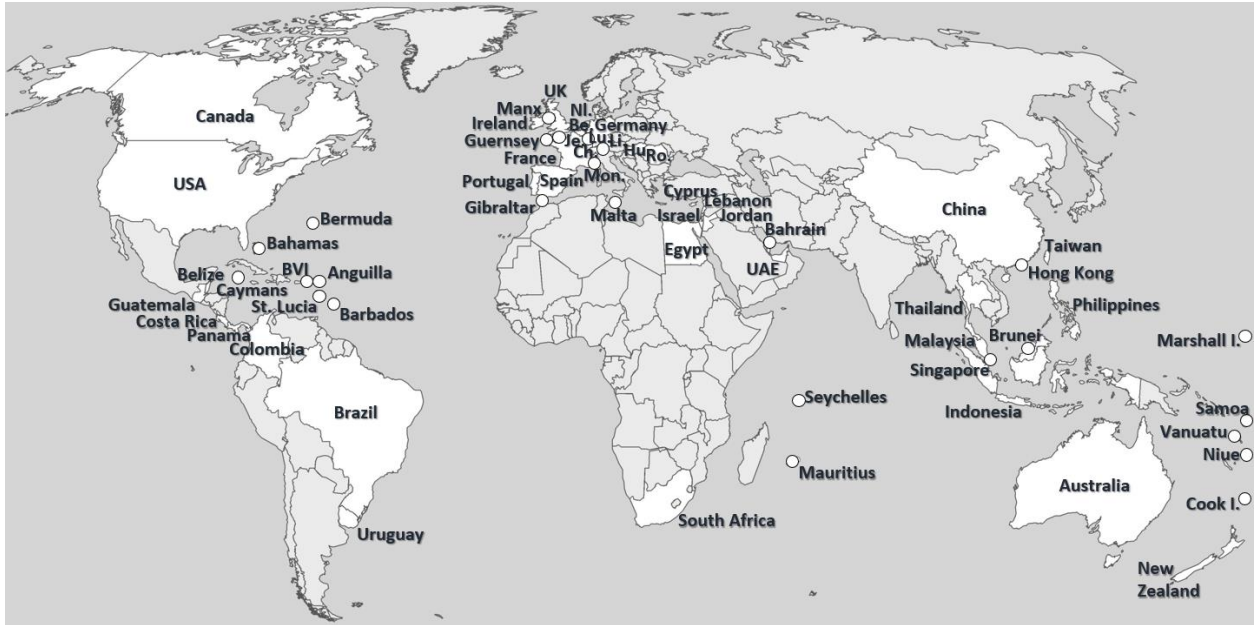 Canada
USA
Bermuda
Bahamas
Belize
BVI
Anguilla
Caymans
St. Lucia
Barbados
Guatemala
Costa Rica
Panama
Colombia
Brazil
Uruguay
UK
Manx
Nl.
Ireland
Be.
Germany
Guernsey
Je.
Lu.
Li
France
Ch.
Hu.
Ro.
Portugal
Spain
Mon.
Gibraltar
Malta
Cyprus
Lebanon
Israel
Jordan
Bahrain
Egypt
UAE
Seychelles
Mauritius
South Africa
China
Taiwan
Hong Kong
Thailand
Philippines
Malaysia
Brunei
Singapore
Indonesia
Marshall I.
Samoa
Vanuatu
Niue
Australia
Cook I.
New
Zealand